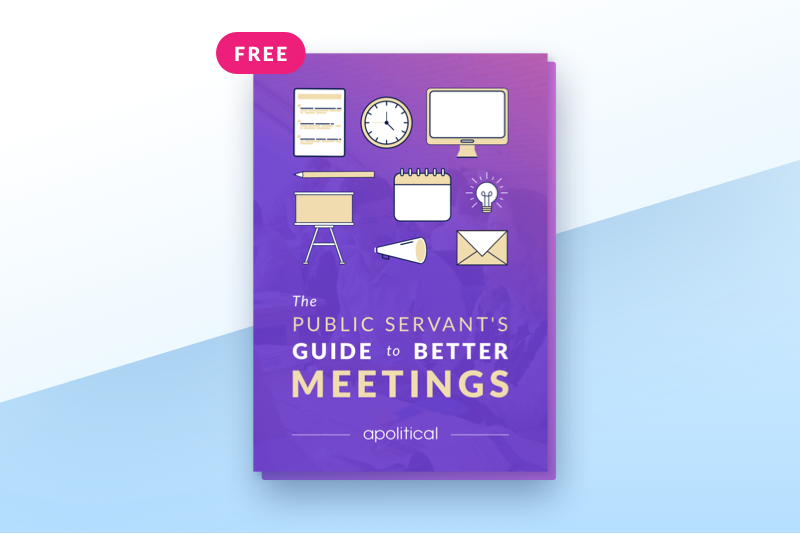 FREE
The
PUBLIC SERVANT'S
GUIDE to BETTER
MEETINGS
apolitical